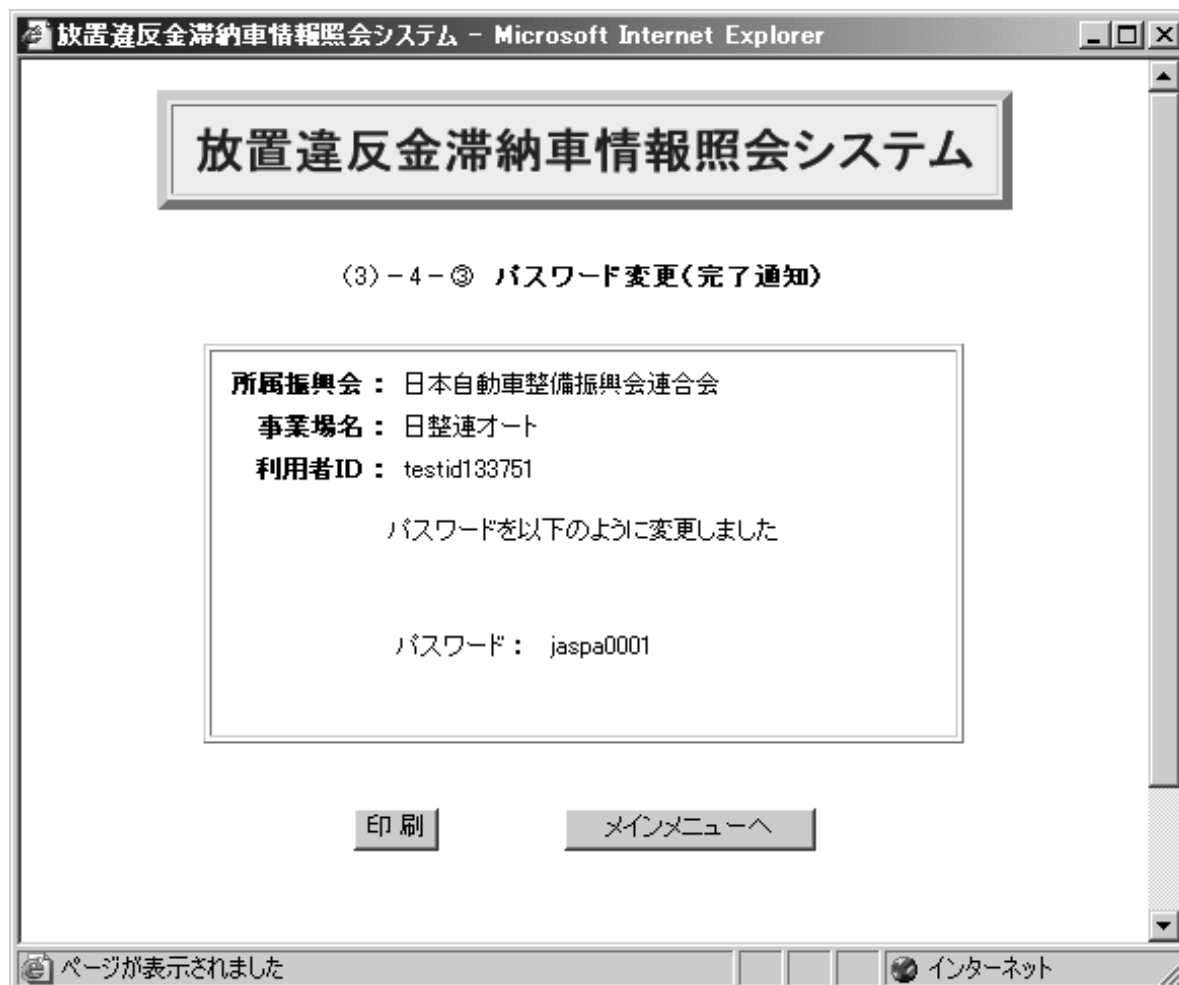 放置違反金滞納車情報照会システム - Microsoft Internet Explorer
放置違反金滞納車情報照会システム
(3)-4-③ パスワード変更(完了通知)
所属振興会： 日本自動車整備振興会連合会
事業場名： 日整連オート
利用者ID： testid133751
パスワードを以下のように変更しました
パスワード： jaspa0001
印 刷 メインメニューへ
ページが表示されました インターネット